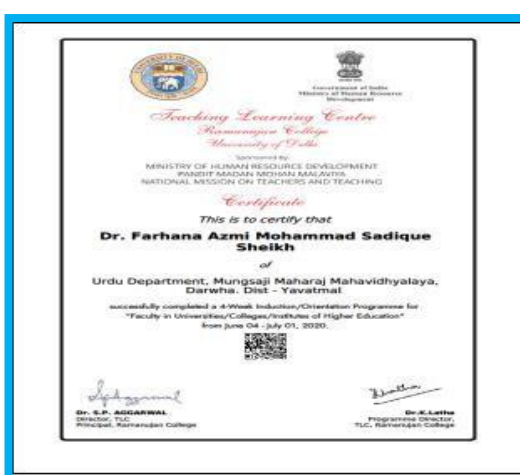 UNIVERSITY OF DELHI
Government of India
Ministry of Human Resource
Development
Teaching Learning Centre
Ramanujan College
University of Delhi
Sponsored by:
MINISTRY OF HUMAN RESOURCE DEVELOPMENT
PANDIT MADAN MOHAN MALAVIYA
NATIONAL MISSION ON TEACHERS AND TEACHING
Certificate
This is to certify that
Dr. Farhana Azmi Mohammad Sadique
Sheikh
of
Urdu Department, Mungsaji Maharaj Mahavidhyalaya,
Darwha. Dist - Yavatmal
successfully completed a 4-Week Induction/Orientation Programme for
"Faculty in Universities/Colleges/Institutes of Higher Education"
from June 04 - July 01, 2020.
Dr. S.P. AGGARWAL
Director, TLC
Principal, Ramanujan College
Dr.K.Latha
Programme Director,
TLC, Ramanujan College